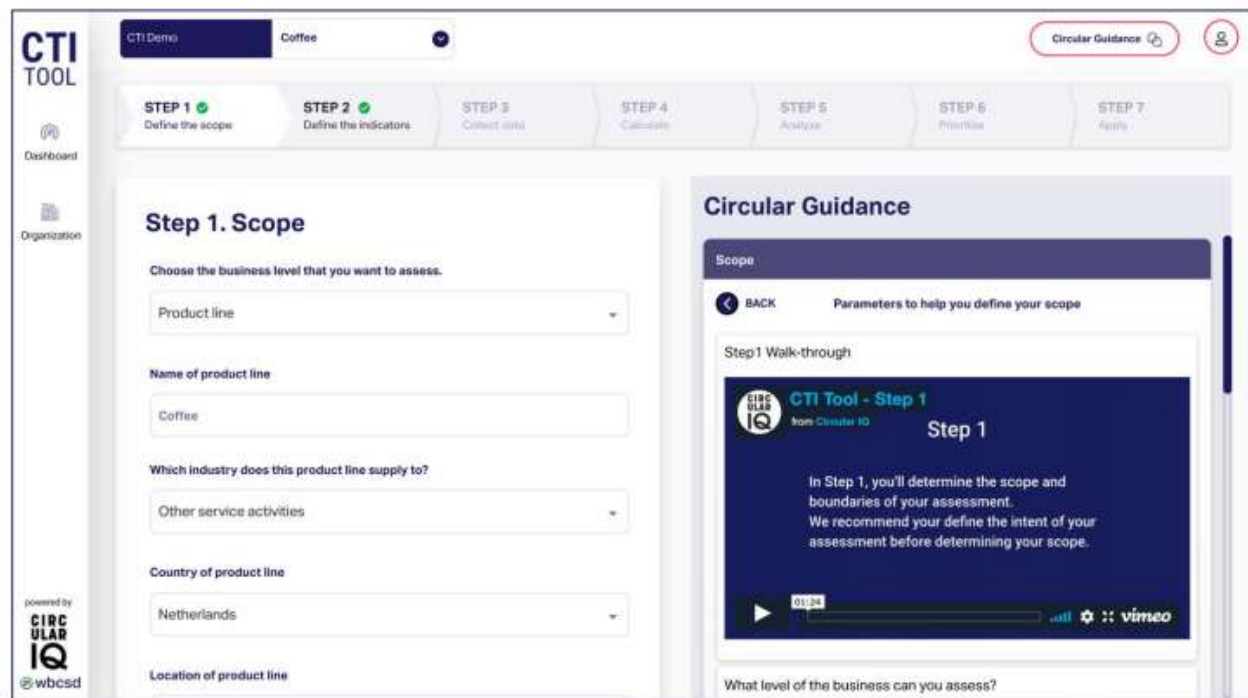 CTI
TOOL
CTI Demo
Coffee
Circular Guidance
STEP 1
Define the scope
STEP 2
Define the indicators
STEP 3
Collect data
STEP 4
Calculate
STEP 5
Analyze
STEP 6
Prioritise
STEP 7
Apply
Dashboard
Organization
Step 1. Scope
Choose the business level that you want to assess.
Product line
Name of product line
Coffee
Which industry does this product line supply to?
Other service activities
Country of product line
Netherlands
Location of product line
Circular Guidance
Scope
BACK
Parameters to help you define your scope
Step1 Walk-through
CIRC
ULAR
IQ
CTI Tool - Step 1
from Circular IQ
Step 1
In Step 1, you'll determine the scope and
boundaries of your assessment.
We recommend your define the intent of your
assessment before determining your scope.
01:24
vimeo
What level of the business can you assess?
powered by
CIRC
ULAR
IQ
wbcsd